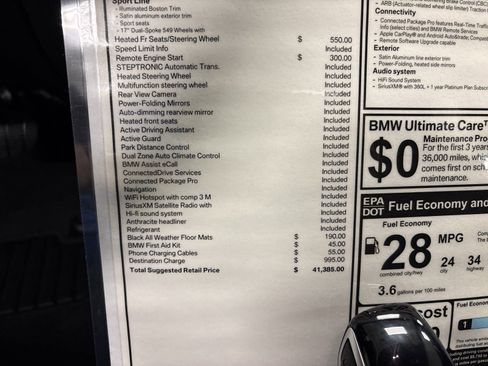 Sport Line
- Illuminated Boston Trim
- Satin aluminum exterior trim
- Sport seats
- 17" Dual-Spoke 549 Wheels with
Heated Fr Seats/Steering Wheel $ 550.00
Speed Limit Info Included
Remote Engine Start $ 300.00
STEPTRONIC Automatic Trans. Included
Heated Steering Wheel Included
Multifunction steering wheel Included
Rear View Camera Included
Power-Folding Mirrors Included
Auto-dimming rearview mirror Included
Heated front seats Included
Active Driving Assistant Included
Active Guard Included
Park Distance Control Included
Dual Zone Auto Climate Control Included
BMW Assist eCall Included
ConnectedDrive Services Included
Connected Package Pro Included
Navigation Included
WiFi Hotspot with comp 3 M Included
SiriusXM Satellite Radio with Included
Hi-fi sound system Included
Anthracite headliner Included
Refrigerant Included
Black All Weather Floor Mats $ 190.00
BMW First Aid Kit $ 45.00
Phone Charging Cables $ 55.00
Destination Charge $ 995.00
Total Suggested Retail Price $ 41,385.00
- ARB (Actuator-related wheel slip limiter) Traction
Connectivity
- Connected Package Pro features Real-Time Traffic
Info (select cities) and BMW Remote Services
- Apple CarPlay® and Android Auto
- Remote Software Upgrade capable
Exterior
- Satin Aluminum line exterior trim
- Power-Folding, heated side mirrors
Audio system
- HiFi Sound System
- SiriusXM® with 360L + 1 year Platinum Plan
BMW Ultimate Care
$0
Maintenance
For the first 3 years
36,000 miles,
comes first on
maintenance.
EPA
DOT
Fuel Economy and
Fuel Economy
28 MPG
24 34
combined city/hwy city highway
3.6 gallons per 100 miles
cost
Fuel
1